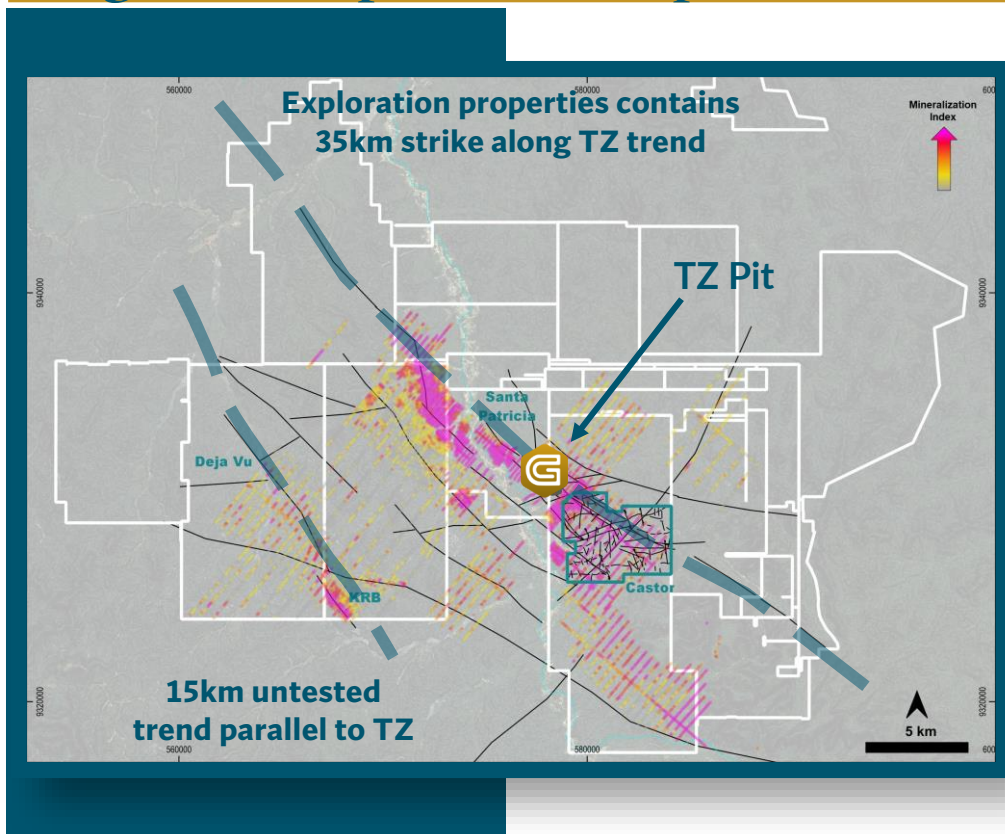 560000
580000
600
Exploration properties contains
35km strike along TZ trend
Mineralization
Index
TZ Pit
9340000
9340000
Santa
Patricia
Deja Vu
KRB
Castor
15km untested
trend parallel to TZ
9320000
9320000
5 km
560000
580000
600